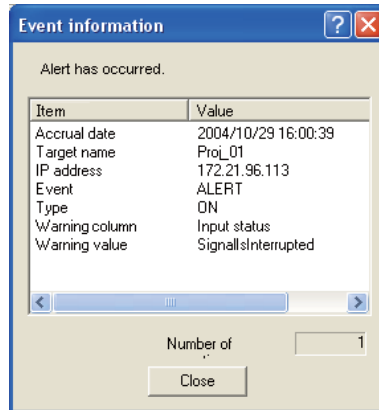 Event information
Alert has occurred.
Item Value
Accrual date 2004/10/29 16:00:39
Target name Proj_01
IP address 172.21.96.113
Event ALERT
Type ON
Warning column Input status
Warning value SignalIsInterrupted
Number of 1
Close